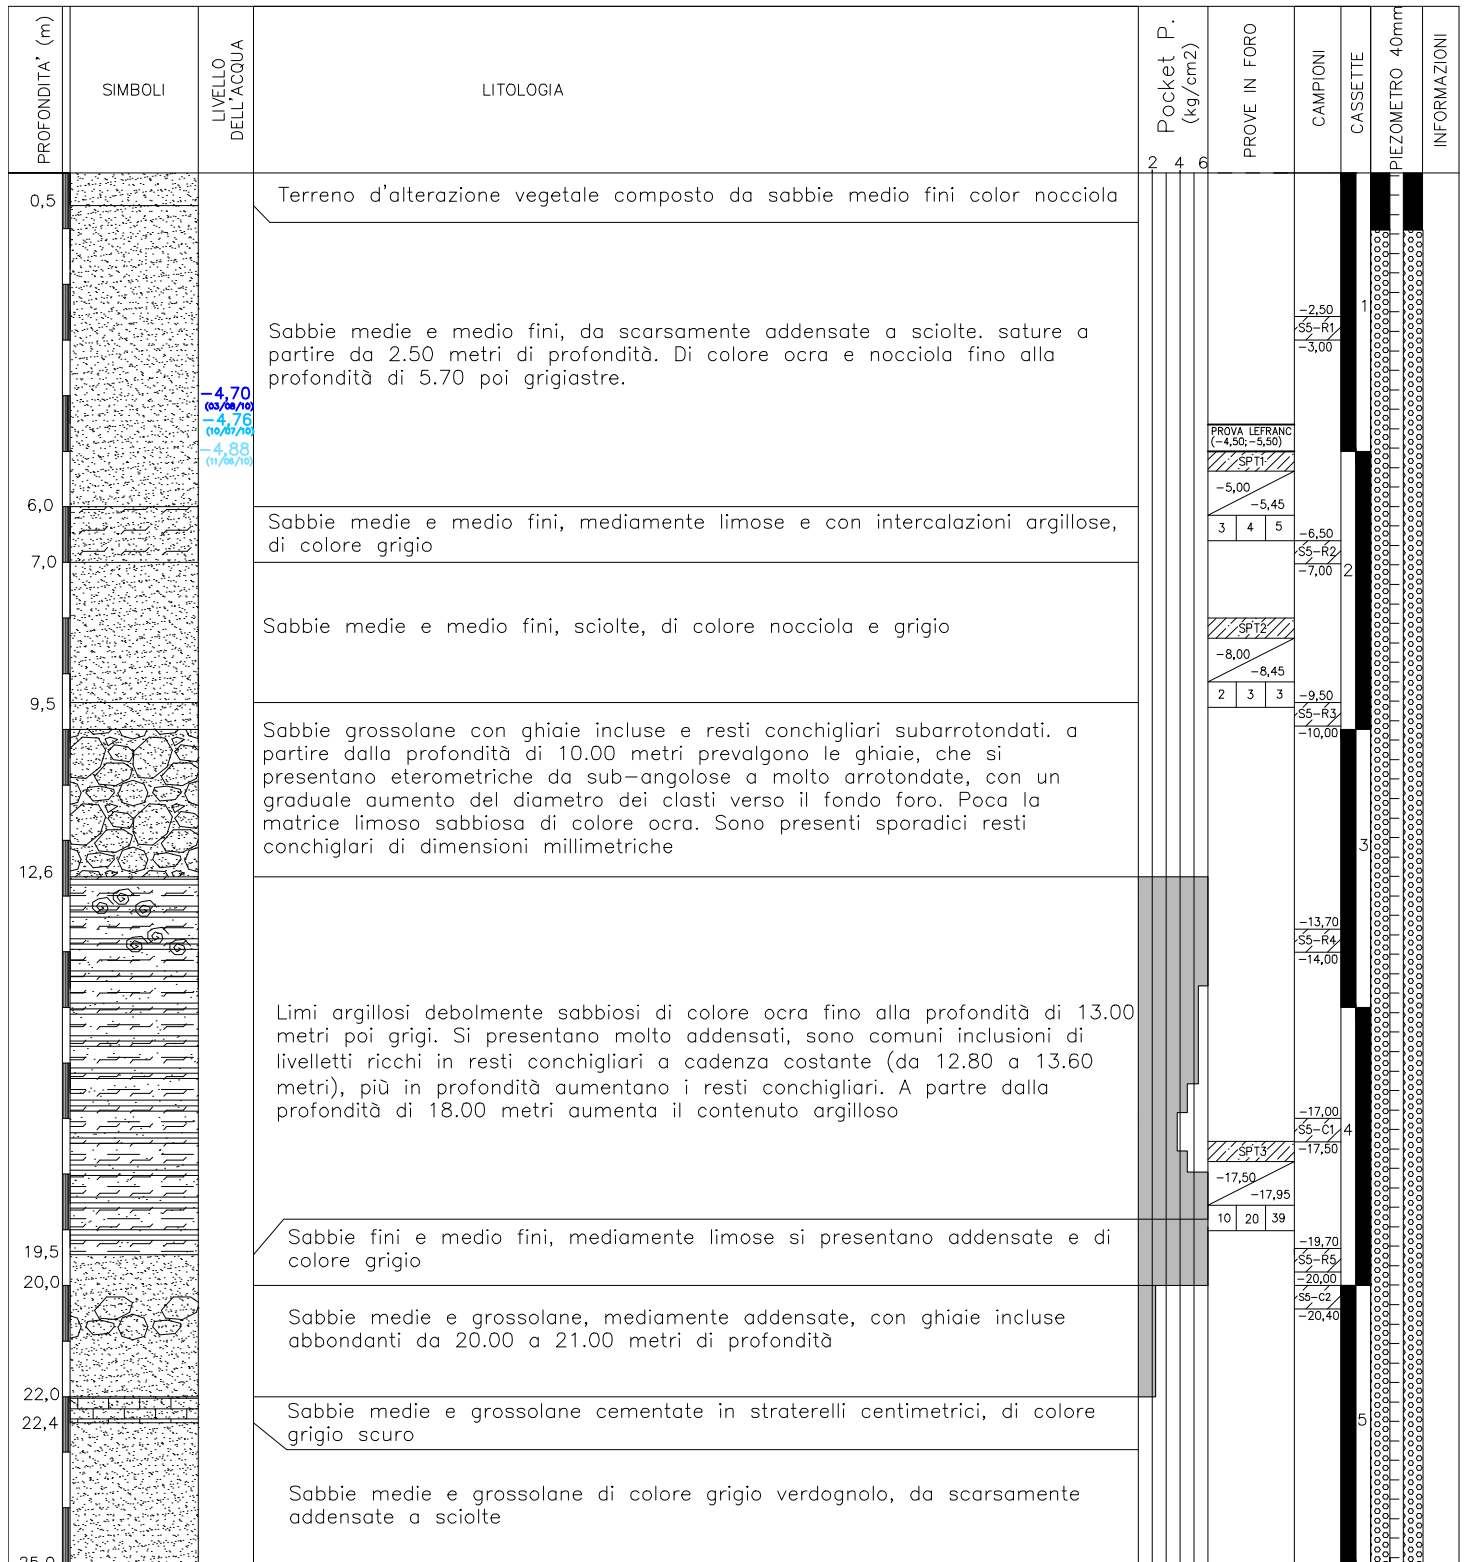 PROFONDITA' (m)
SIMBOLI
LIVELLO
DELL'ACQUA
LITOLOGIA
Pocket P.
(kg/cm2)
2 4 6
PROVE IN FORO
CAMPIONI
CASSETTE
PIEZOMETRO 40mm
INFORMAZIONI
0,5
Terreno d'alterazione vegetale composto da sabbie medio fini color nocciola
Sabbie medie e medio fini, da scarsamente addensate a sciolte. sature a
partire da 2.50 metri di profondità. Di colore ocra e nocciola fino alla
profondità di 5.70 poi grigiastre.
-2,50
S5-R1
-3,00
1
-4,70
(03/08/10)
-4,76
(10/07/10)
-4,88
(11/06/10)
PROVA LEFRANC
(-4,50;-5,50)
SPT1
-5,00
-5,45
3 4 5
6,0
Sabbie medie e medio fini, mediamente limose e con intercalazioni argillose,
di colore grigio
-6,50
S5-R2
-7,00
2
7,0
Sabbie medie e medio fini, sciolte, di colore nocciola e grigio
SPT2
-8,00
-8,45
2 3 3
9,5
-9,50
S5-R3
-10,00
Sabbie grossolane con ghiaie incluse e resti conchigliari subarrotondati. a
partire dalla profondità di 10.00 metri prevalgono le ghiaie, che si
presentano eterometriche da sub-angolose a molto arrotondate, con un
graduale aumento del diametro dei clasti verso il fondo foro. Poca la
matrice limoso sabbiosa di colore ocra. Sono presenti sporadici resti
conchiglari di dimensioni millimetriche
3
12,6
-13,70
S5-R4
-14,00
Limi argillosi debolmente sabbiosi di colore ocra fino alla profondità di 13.00
metri poi grigi. Si presentano molto addensati, sono comuni inclusioni di
livelletti ricchi in resti conchigliari a cadenza costante (da 12.80 a 13.60
metri), più in profondità aumentano i resti conchigliari. A partre dalla
profondità di 18.00 metri aumenta il contenuto argilloso
-17,00
S5-C1
-17,50
4
SPT3
-17,50
-17,95
10 20 39
19,5
Sabbie fini e medio fini, mediamente limose si presentano addensate e di
colore grigio
-19,70
S5-R5
-20,00
20,0
S5-C2
-20,40
Sabbie medie e grossolane, mediamente addensate, con ghiaie incluse
abbondanti da 20.00 a 21.00 metri di profondità
22,0
Sabbie medie e grossolane cementate in straterelli centimetrici, di colore
grigio scuro
22,4
5
Sabbie medie e grossolane di colore grigio verdognolo, da scarsamente
addensate a sciolte
25,0